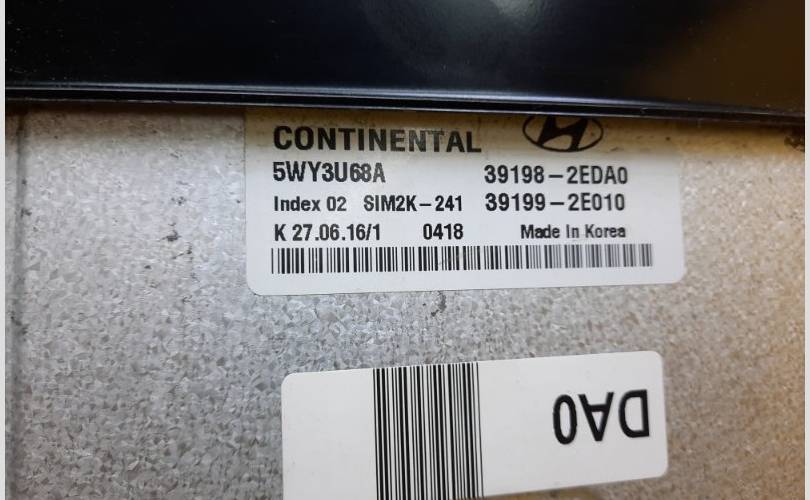 CONTINENTAL
5WY3U68A 39198-2EDA0
Index 02 SIM2K-241 39199-2E010
K 27.06.16/1 0418 Made In Korea
DA0